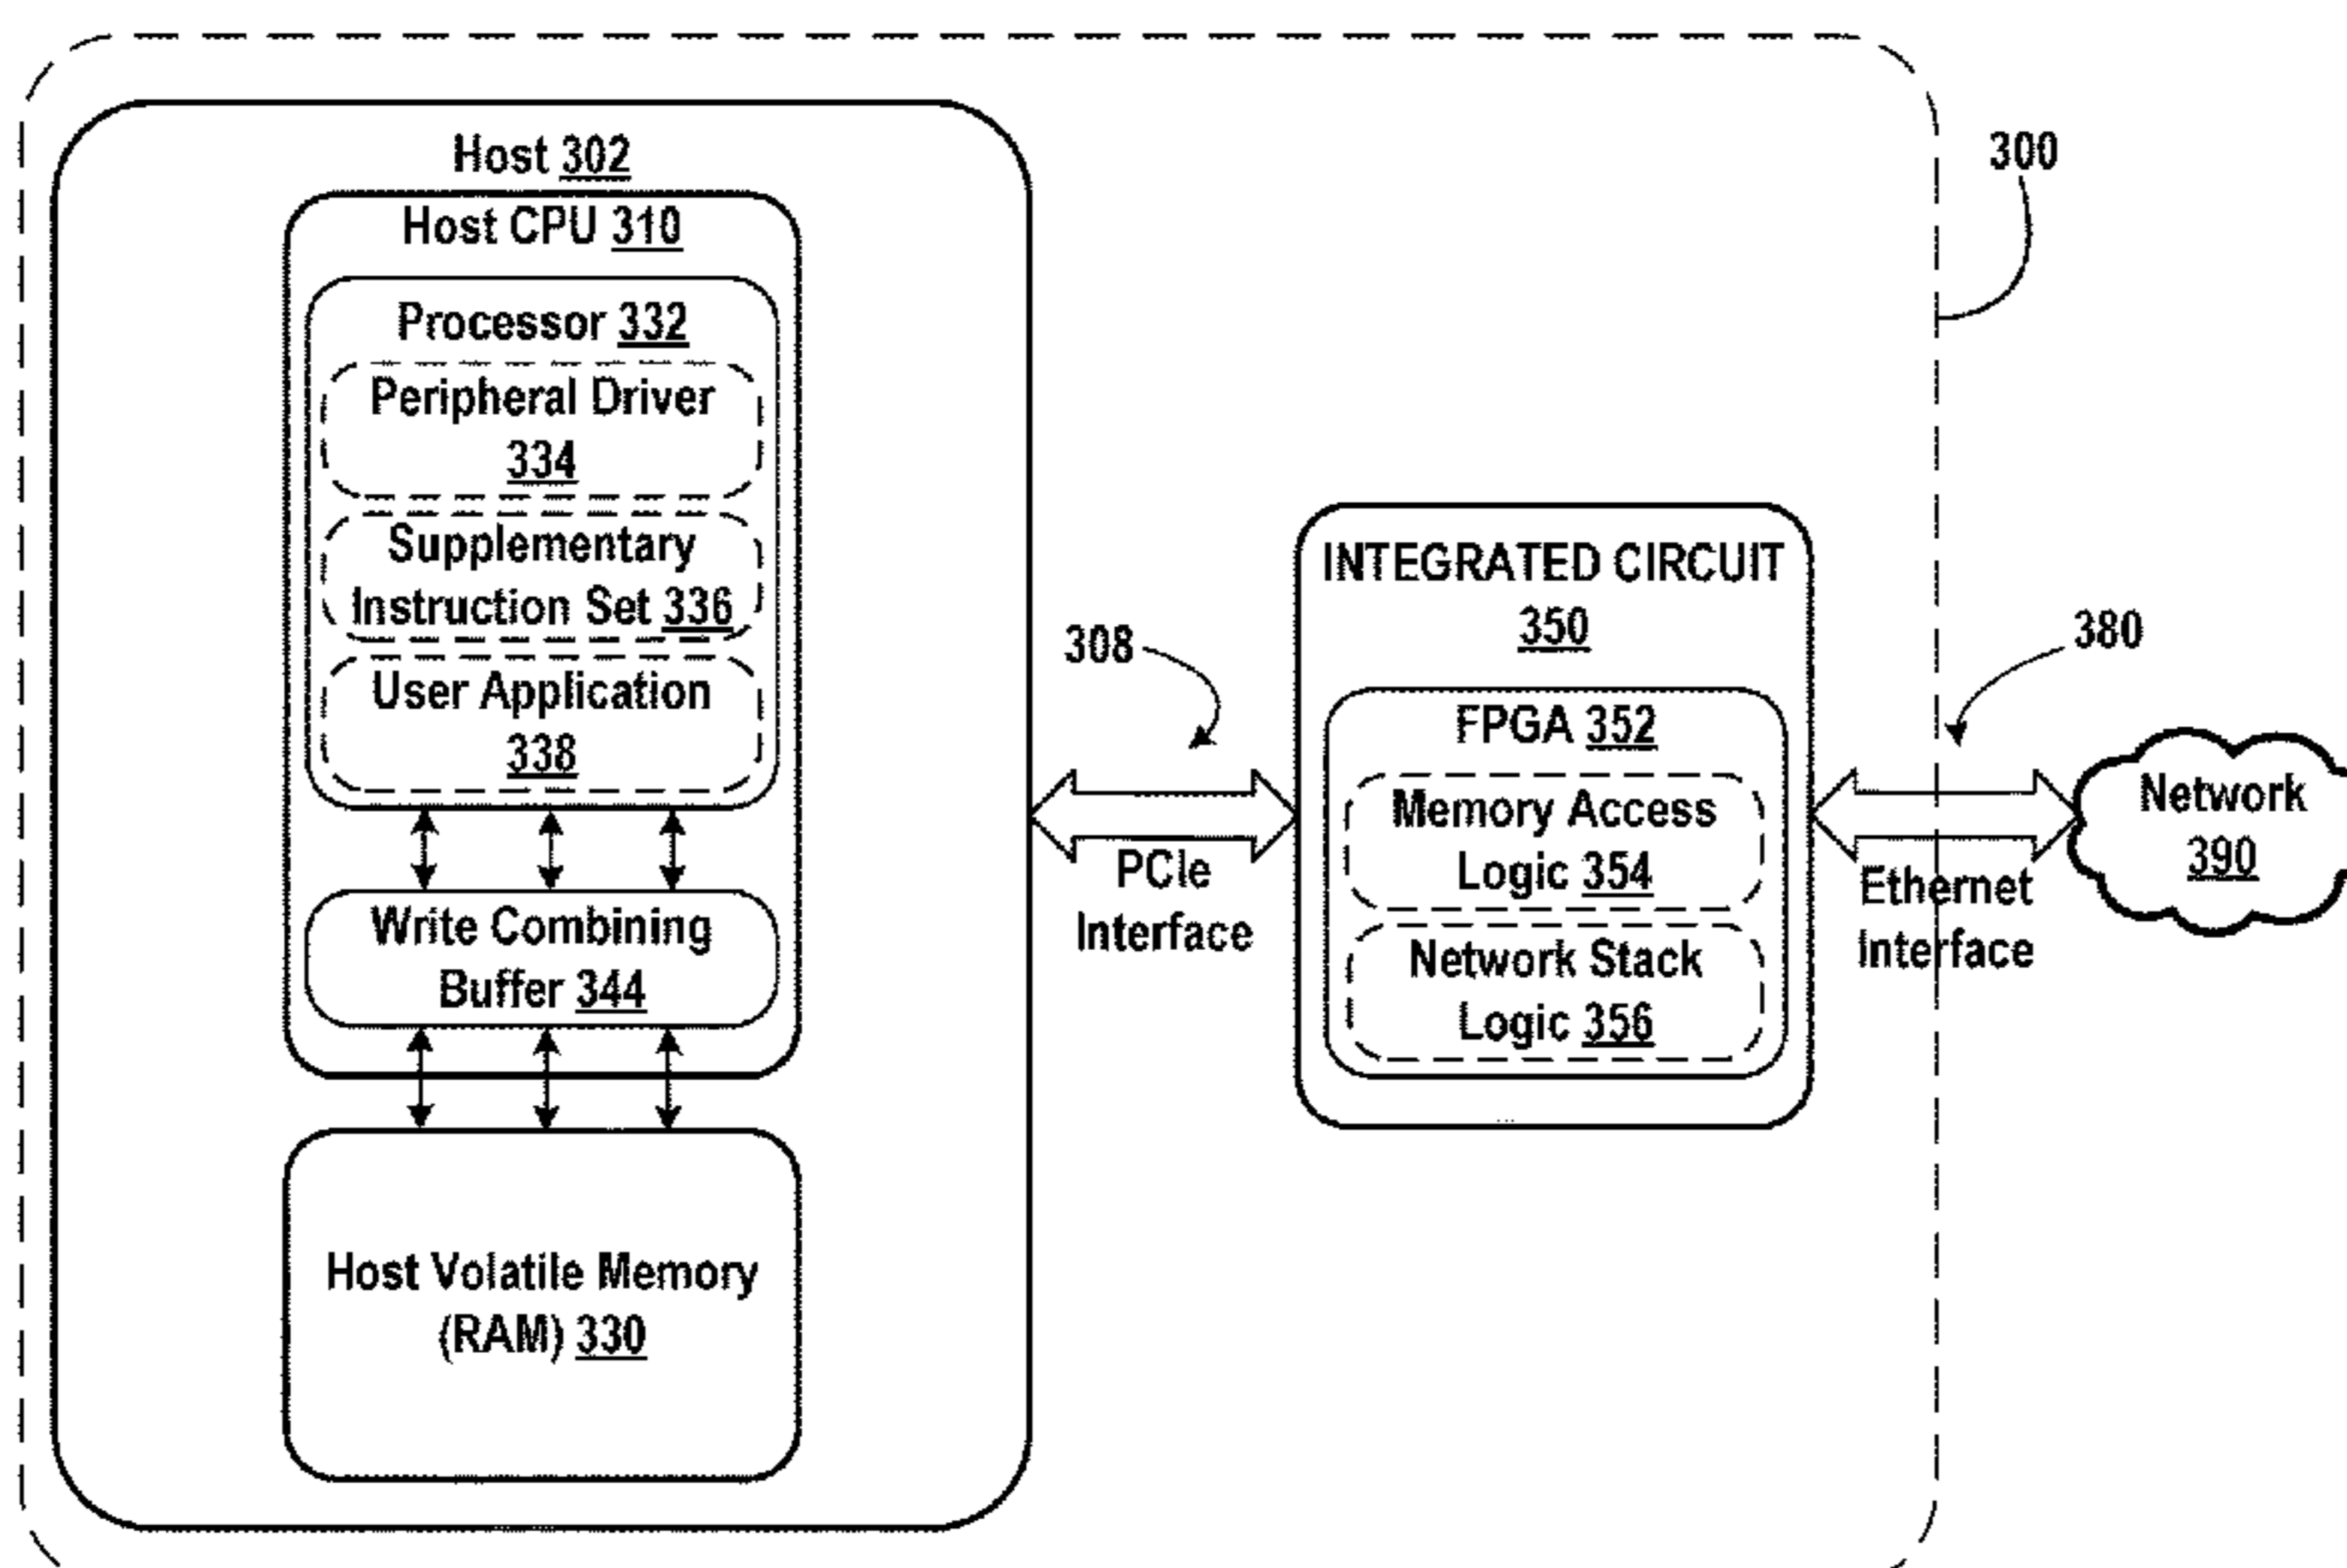 Host 302
Host CPU 310
Processor 332
Peripheral Driver
334
Supplementary
Instruction Set 336
User Application
338
Write Combining
Buffer 344
Host Volatile Memory
(RAM) 330
308
PCIe
Interface
INTEGRATED CIRCUIT
350
FPGA 352
Memory Access
Logic 354
Network Stack
Logic 356
300
380
Ethernet
Interface
Network
390